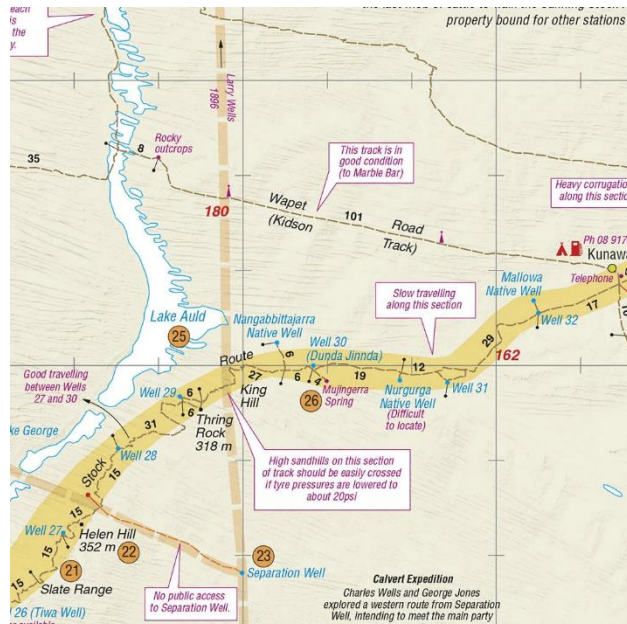 each
is
the
y.
property bound for other stations
Larry Wells
1896
Rocky
outcrops
8
35
This track is in
good condition
(to Marble Bar)
Heavy corrugation
along this section
180
Wapet
(Kidson
101
Road
Track)
Ph 08 917
Kunawa
Telephone
Mallowa
Native Well
Lake Auld
25
Slow travelling
along this section
17
Nangabbittajarra
Native Well
Well 32
Well 30
(Dunda Jinnda)
29
162
Route
6
12
Good travelling
between Wells
27 and 30
27
6
4
19
Well 29
6
King
Hill
Mujingerra
Spring
Well 31
26
Nurgurga
Native Well
(Difficult
to locate)
6
Thring
Rock
318 m
31
ke George
Well 28
High sandhills on this section
of track should be easily crossed
if tyre pressures are lowered to
about 20psi
Stock
15
15
Well 27
Helen Hill
352 m
22
23
15
21
Separation Well
Slate Range
15
No public access
to Separation Well.
Calvert Expedition
Charles Wells and George Jones
explored a western route from Separation
Well, intending to meet the main party
26 (Tiwa Well)